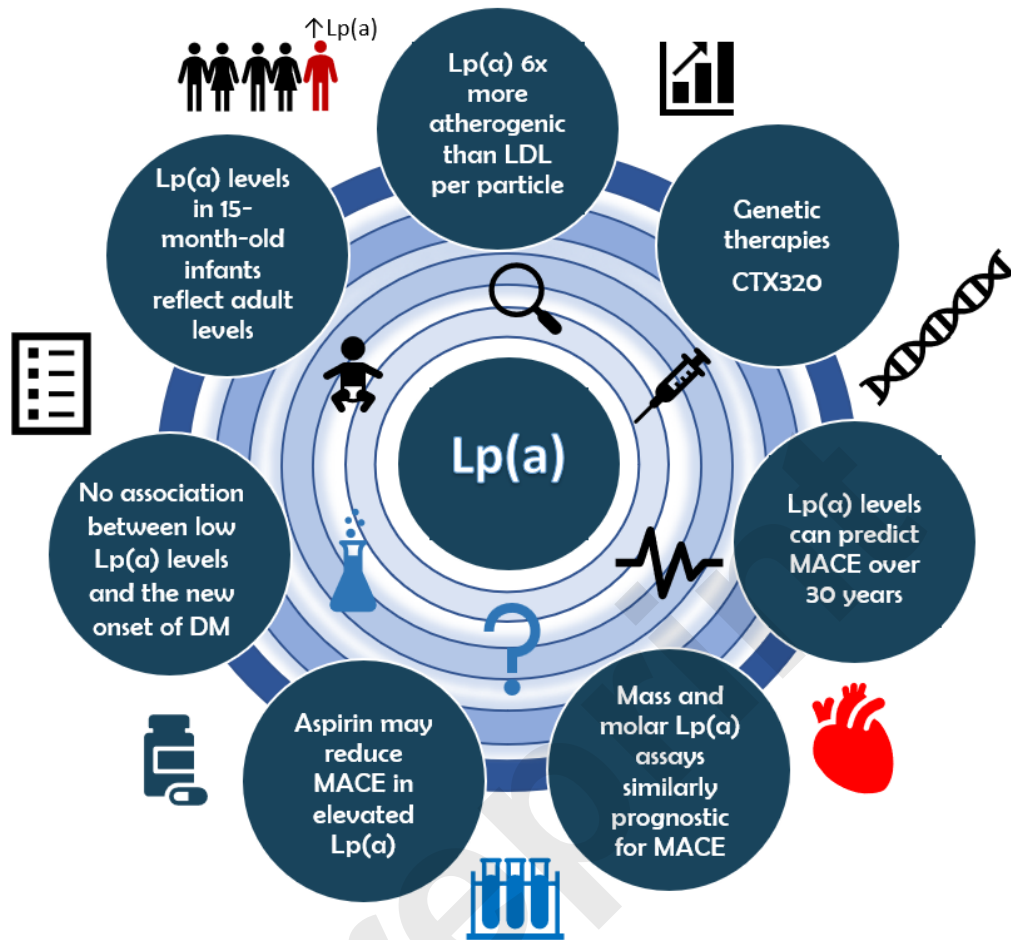 ↑Lp(a)
Lp(a) 6x
more
atherogenic
than LDL
per particle
Genetic
therapies
CTX320
Lp(a) levels
can predict
MACE over
30 years
Mass and
molar Lp(a)
assays
similarly
prognostic
for MACE
Aspirin may
reduce
MACE in
elevated
Lp(a)
No association
between low
Lp(a) levels
and the new
onset of DM
Lp(a) levels
in 15-
month-old
infants
reflect adult
levels
Lp(a)
?